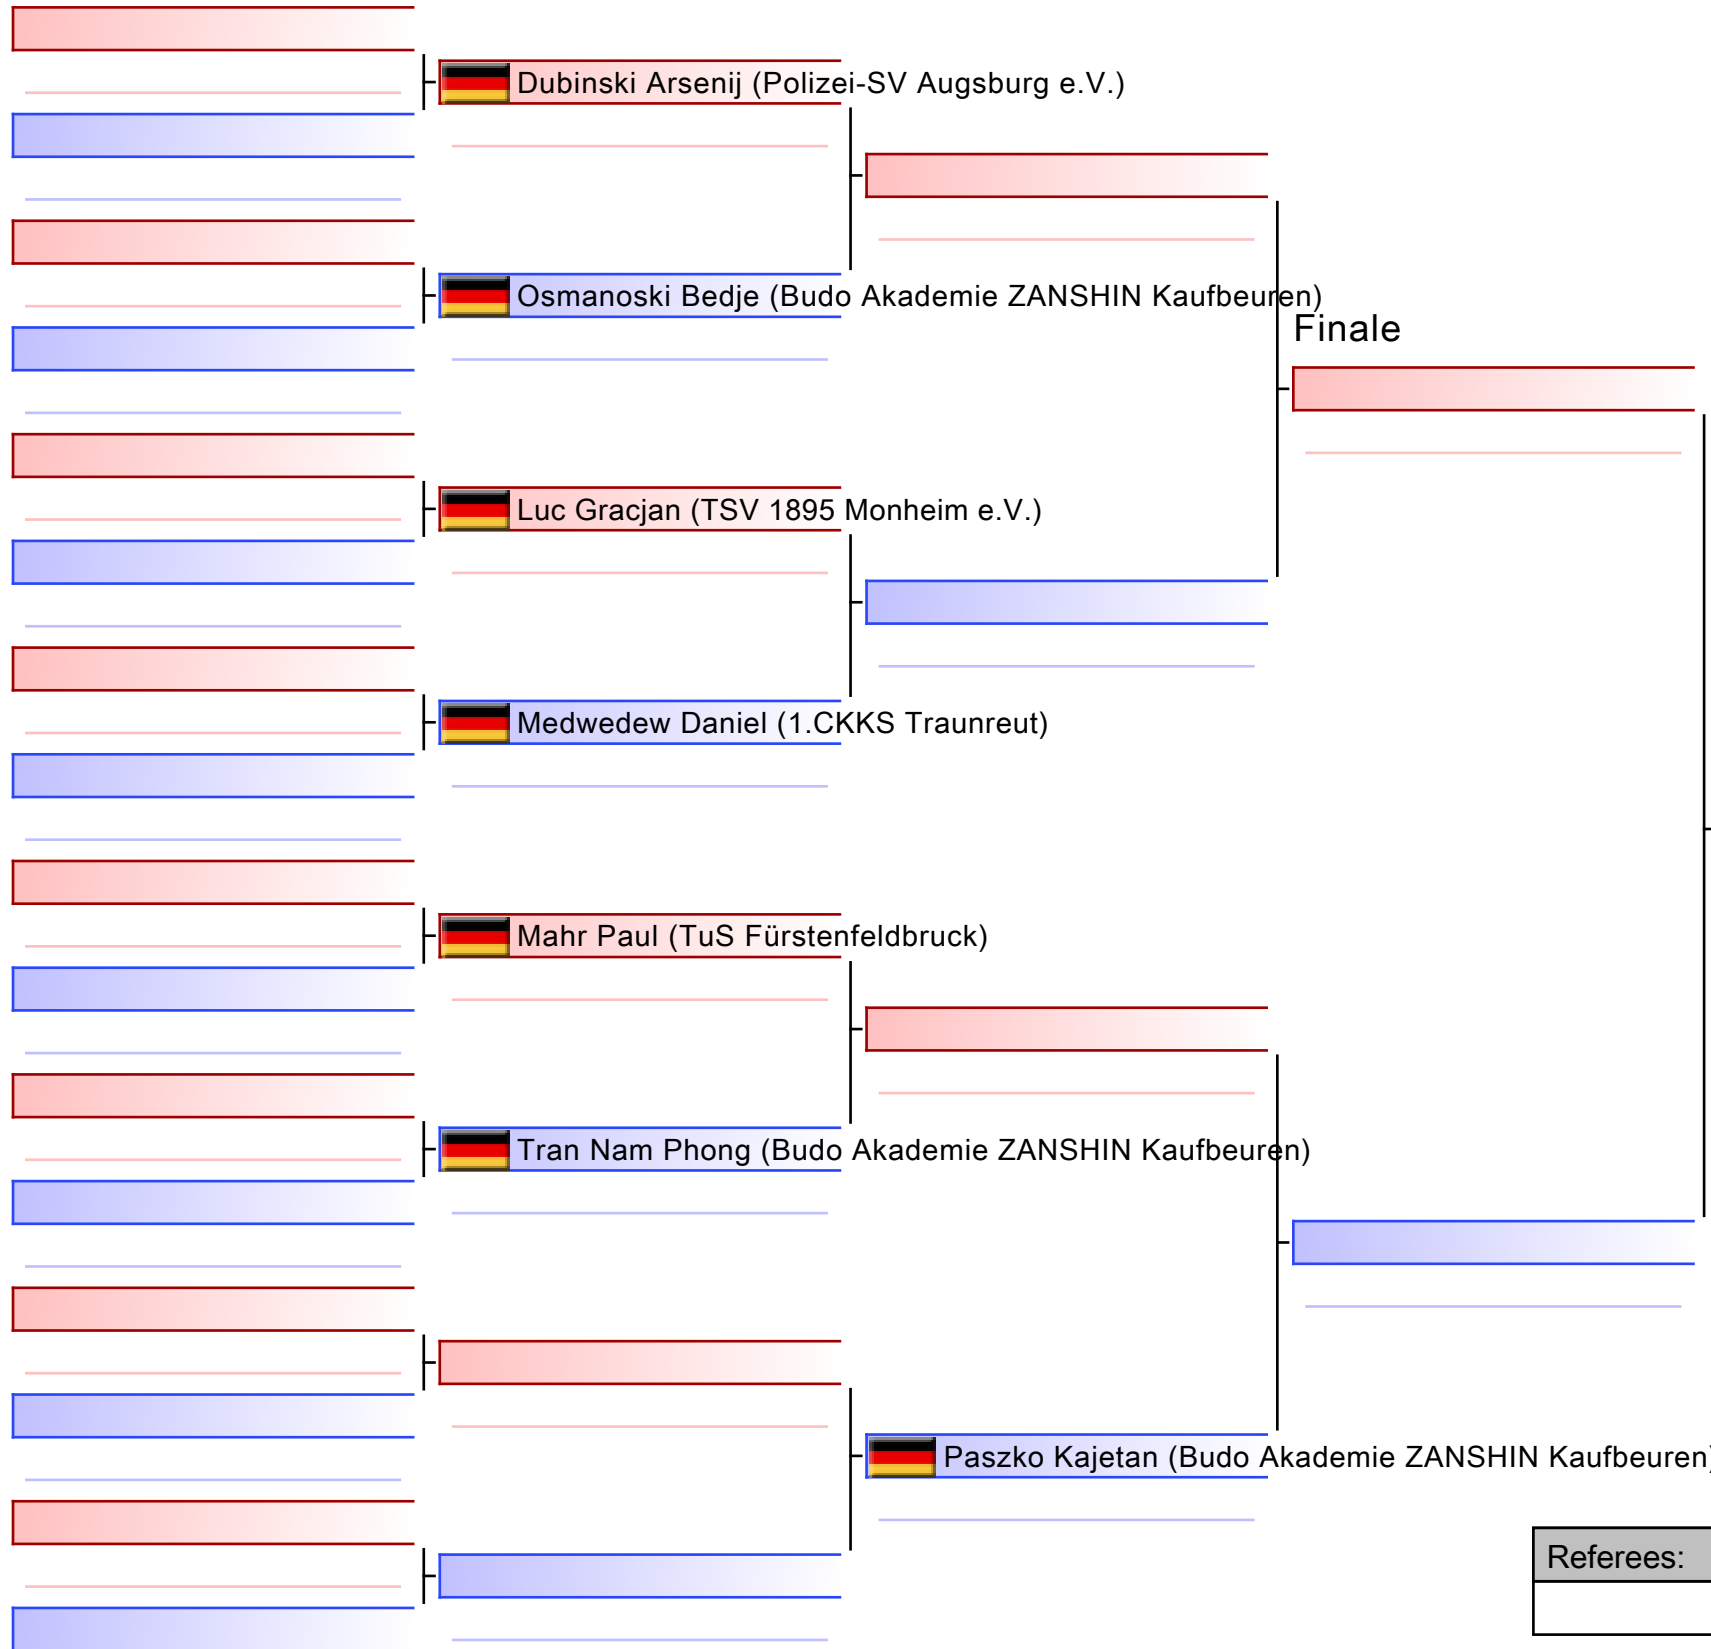 Dubinski Arsenij (Polizei-SV Augsburg e.V.)
Osmanoski Bedje (Budo Akademie ZANSHIN Kaufbeuren)
Finale
Luc Gracjan (TSV 1895 Monheim e.V.)
Medwedew Daniel (1.CKKS Traunreut)
Mahr Paul (TuS Fürstenfeldbruck)
Tran Nam Phong (Budo Akademie ZANSHIN Kaufbeuren)
Paszko Kajetan (Budo Akademie ZANSHIN Kaufbeuren)
Referees: